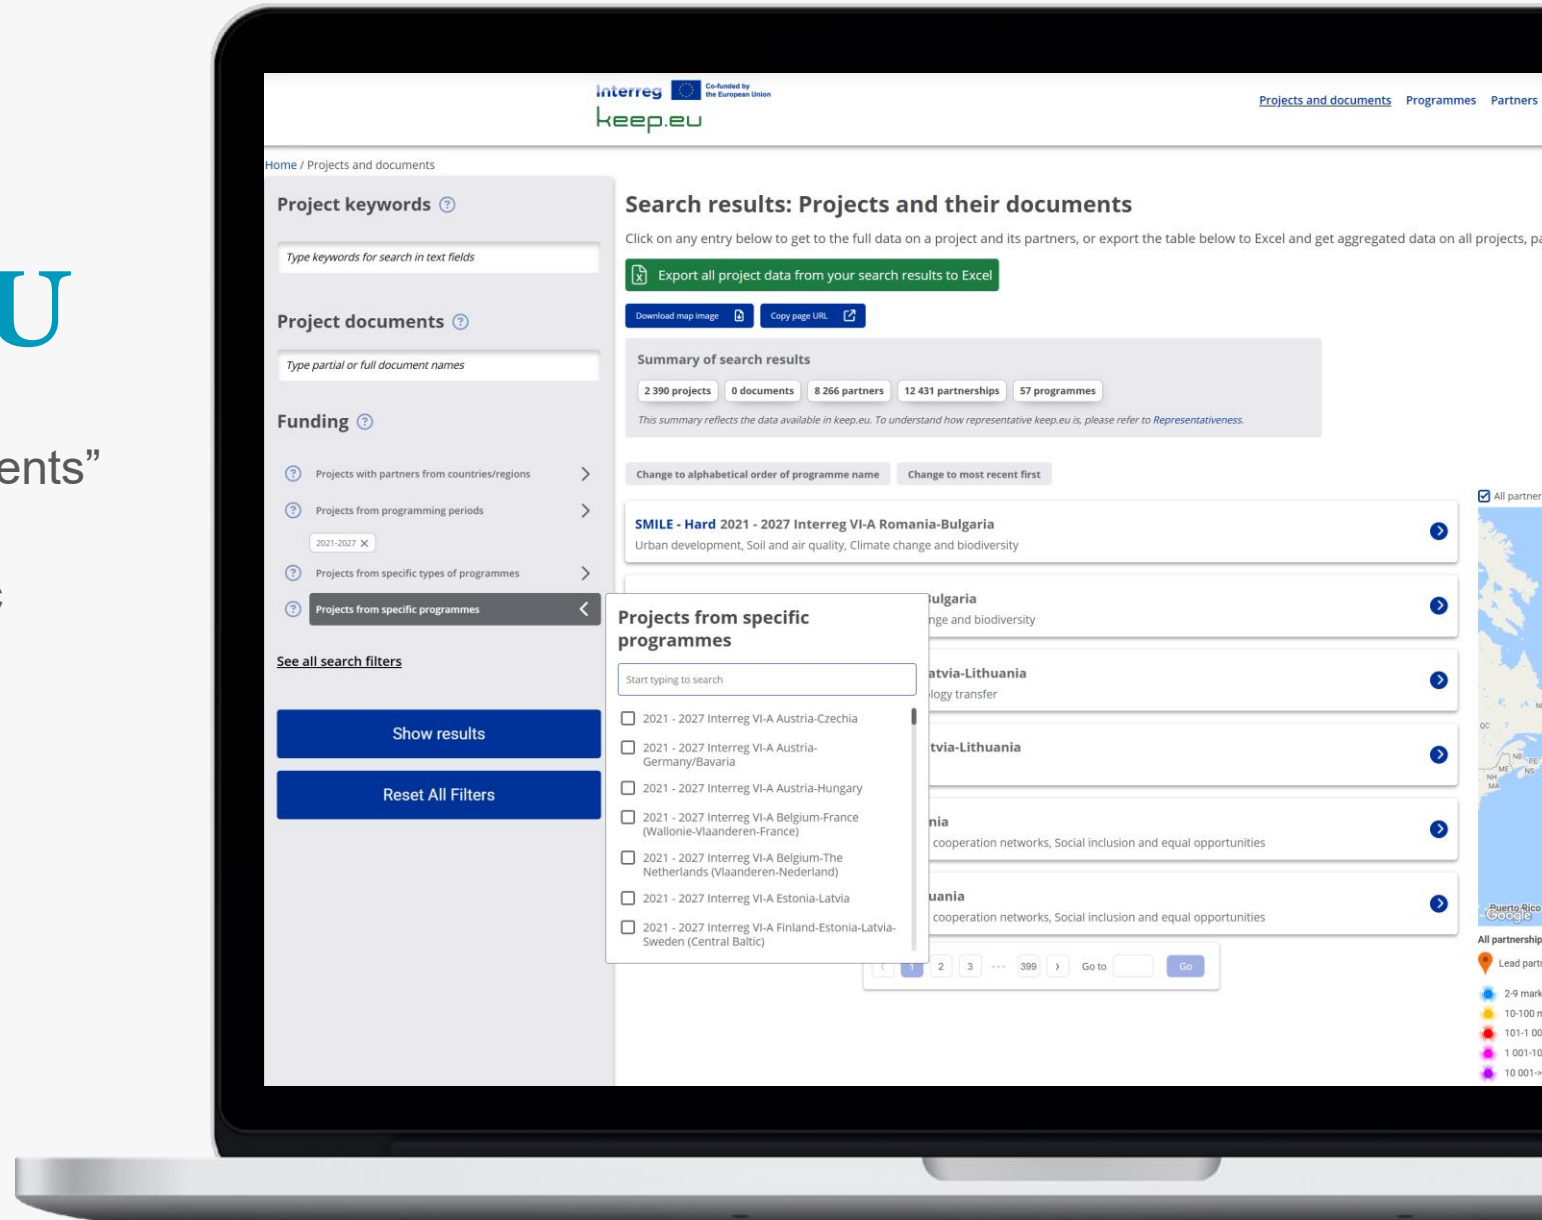 U
ents”
Interreg
Co-funded by
the European Union
keep.eu
Projects and documents Programmes Partners
Home / Projects and documents
Project keywords ?
Type keywords for search in text fields
Project documents ?
Type partial or full document names
Funding ?
? Projects with partners from countries/regions
? Projects from programming periods
2021-2027 X
? Projects from specific types of programmes
? Projects from specific programmes
See all search filters
Show results
Reset All Filters
Search results: Projects and their documents
Click on any entry below to get to the full data on a project and its partners, or export the table below to Excel and get aggregated data on all projects, pa
Export all project data from your search results to Excel
Download map image
Copy page URL
Summary of search results
2 390 projects 0 documents 8 266 partners 12 431 partnerships 57 programmes
This summary reflects the data available in keep.eu. To understand how representative keep.eu is, please refer to Representativeness.
Change to alphabetical order of programme name Change to most recent first
SMILE - Hard 2021 - 2027 Interreg VI-A Romania-Bulgaria
Urban development, Soil and air quality, Climate change and biodiversity
Bulgaria
nge and biodiversity
atvia-Lithuania
logy transfer
tvia-Lithuania
nia
cooperation networks, Social inclusion and equal opportunities
uania
cooperation networks, Social inclusion and equal opportunities
Projects from specific
programmes
Start typing to search
2021 - 2027 Interreg VI-A Austria-Czechia
2021 - 2027 Interreg VI-A Austria-
Germany/Bavaria
2021 - 2027 Interreg VI-A Austria-Hungary
2021 - 2027 Interreg VI-A Belgium-France
(Wallonie-Vlaanderen-France)
2021 - 2027 Interreg VI-A Belgium-The
Netherlands (Vlaanderen-Nederland)
2021 - 2027 Interreg VI-A Estonia-Latvia
2021 - 2027 Interreg VI-A Finland-Estonia-Latvia-
Sweden (Central Baltic)
1 2 3 ··· 399 Go to Go
All partner
QC
NB
PE
ME
NS
NH
MA
Puerto Rico
Google
All partnership
Lead partn
2-9 mark
10-100 m
101-1 00
1 001-10
10 001->